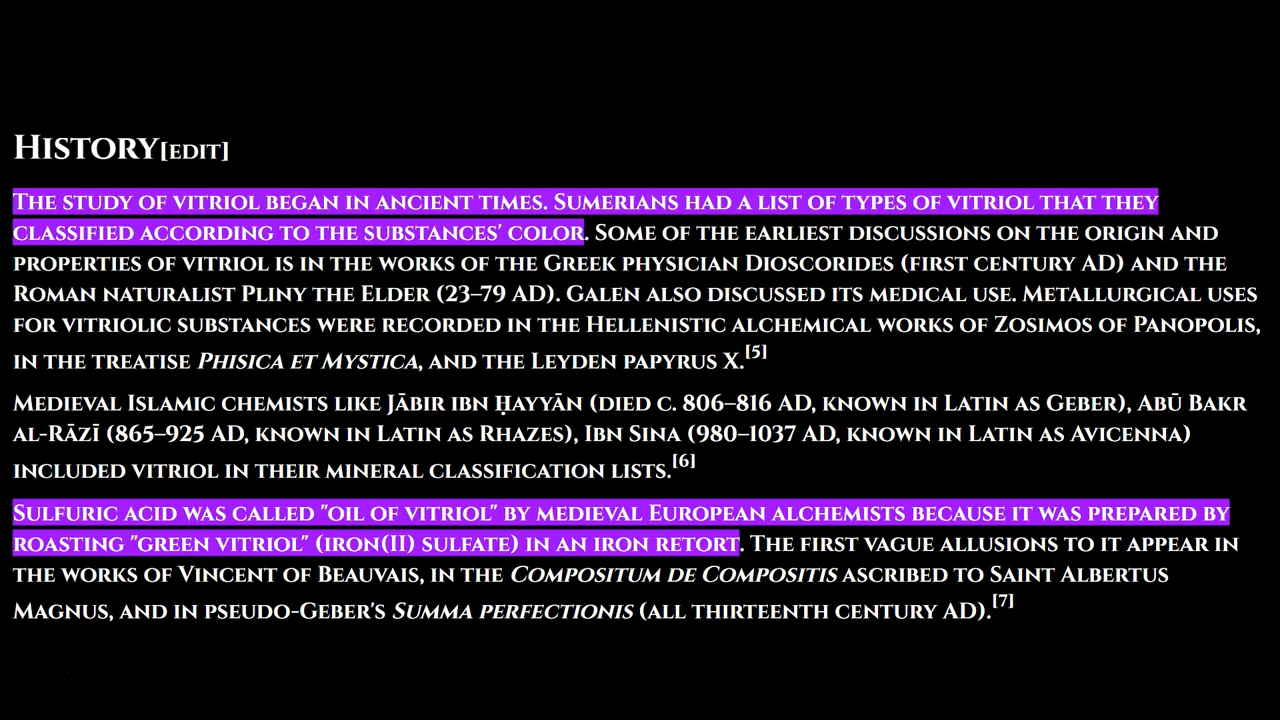 History[edit]
The study of vitriol began in ancient times. Sumerians had a list of types of vitriol that they
classified according to the substances' color. Some of the earliest discussions on the origin and
properties of vitriol is in the works of the Greek physician Dioscorides (first century AD) and the
Roman naturalist Pliny the Elder (23–79 AD). Galen also discussed its medical use. Metallurgical uses
for vitriolic substances were recorded in the Hellenistic alchemical works of Zosimos of Panopolis,
in the treatise Phisica et Mystica, and the Leyden papyrus X.[5]
Medieval Islamic chemists like Jābir ibn Ḥayyān (died c. 806–816 AD, known in Latin as Geber), Abū Bakr
al-Rāzī (865–925 AD, known in Latin as Rhazes), Ibn Sina (980–1037 AD, known in Latin as Avicenna)
included vitriol in their mineral classification lists.[6]
Sulfuric acid was called "oil of vitriol" by medieval European alchemists because it was prepared by
roasting "green vitriol" (iron(II) sulfate) in an iron retort. The first vague allusions to it appear in
the works of Vincent of Beauvais, in the Compositum de Compositis ascribed to Saint Albertus
Magnus, and in pseudo-Geber's Summa perfectionis (all thirteenth century AD).[7]